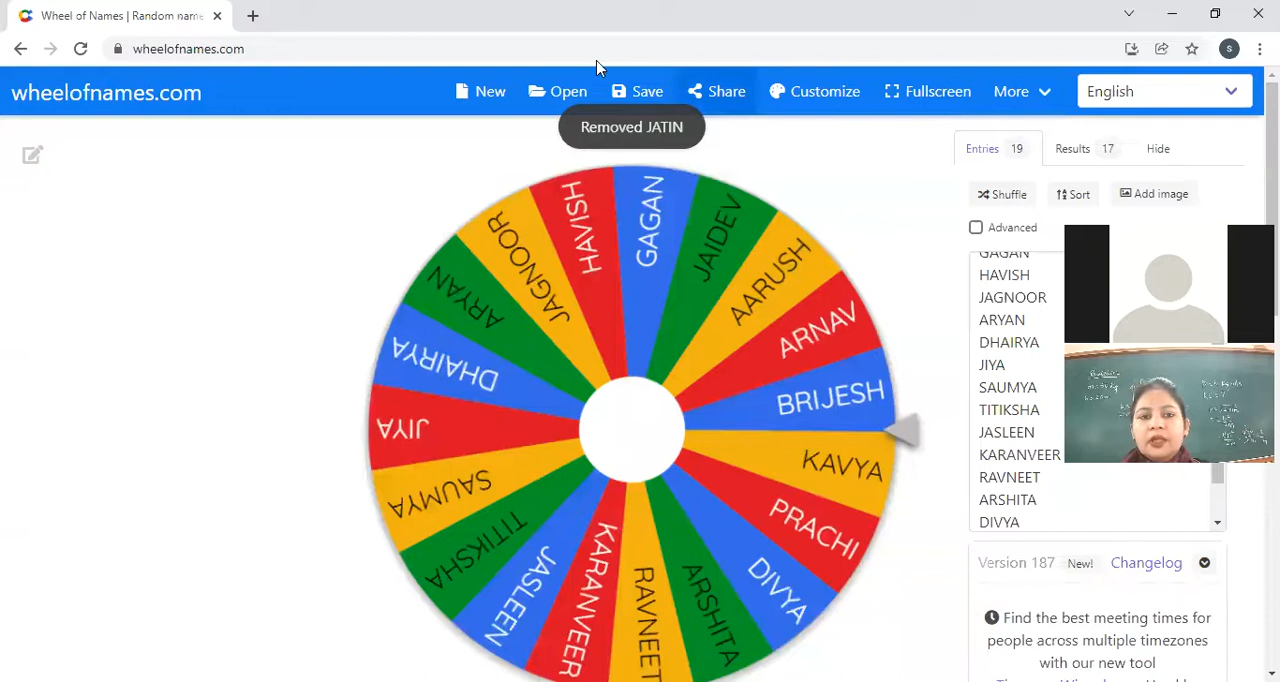 Wheel of Names | Random name
wheelofnames.com
S
wheelofnames.com
New
Open
Save
Share
Customize
Fullscreen
More
English
Removed JATIN
Entries 19
Results 17
Hide
Shuffle
Sort
Add image
Advanced
GAGAN
HAVISH
JAGNOOR
ARYAN
DHAIRYA
JIYA
SAUMYA
TITIKSHA
JASLEEN
KARANVEER
RAVNEET
ARSHITA
DIVYA
GAGAN
JAIDEV
AARUSH
ARNAV
BRIJESH
KAVYA
PRACHI
DIVYA
ARSHITA
RAVNEET
KARANVEER
JASLEEN
TITIKSHA
SAUMYA
JIYA
DHAIRYA
ARYAN
JAGNOOR
HAVISH
Version 187 New! Changelog
Find the best meeting times for
people across multiple timezones
with our new tool